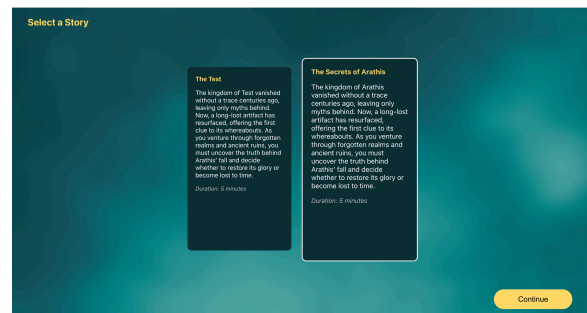 Select a Story
The Test
The kingdom of Test vanished
without a trace centuries ago,
leaving only myths behind.
Now, a long-lost artifact has
resurfaced, offering the first
clue to its whereabouts. As
you venture through forgotten
realms and ancient ruins, you
must uncover the truth behind
Arathis' fall and decide
whether to restore its glory or
become lost to time.
Duration: 5 minutes
The Secrets of Arathis
The kingdom of Arathis
vanished without a trace
centuries ago, leaving only
myths behind. Now, a long-lost
artifact has resurfaced,
offering the first clue to its
whereabouts. As you venture
through forgotten realms and
ancient ruins, you must
uncover the truth behind
Arathis' fall and decide
whether to restore its glory or
become lost to time.
Duration: 5 minutes
Continue